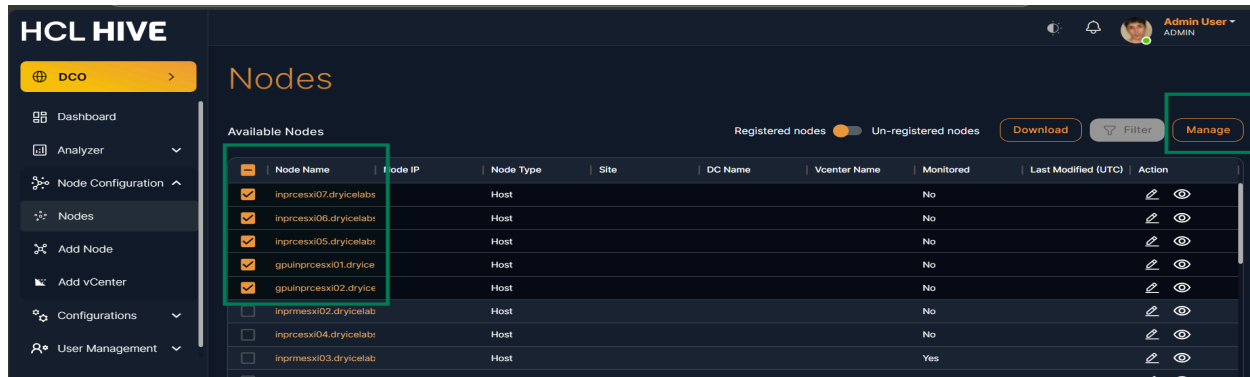 HCL HIVE
Admin User
ADMIN
DCO
Nodes
Dashboard
Available Nodes
Registered nodes Un-registered nodes Download Filter Manage
Analyzer
Node Name Node IP Node Type Site DC Name Vcenter Name Monitored Last Modified (UTC) Action
Node Configuration
inprcesxi07.dryicelabs Host No
Nodes
inprcesxi06.dryicelabs Host No
Add Node
inprcesxi05.dryicelabs Host No
gpuinprcesxi01.dryice Host No
Add vCenter
gpuinprcesxi02.dryice Host No
Configurations
inprmesxi02.dryicelab Host No
inprcesxi04.dryicelabs Host No
User Management
inprmesxi03.dryicelab Host Yes